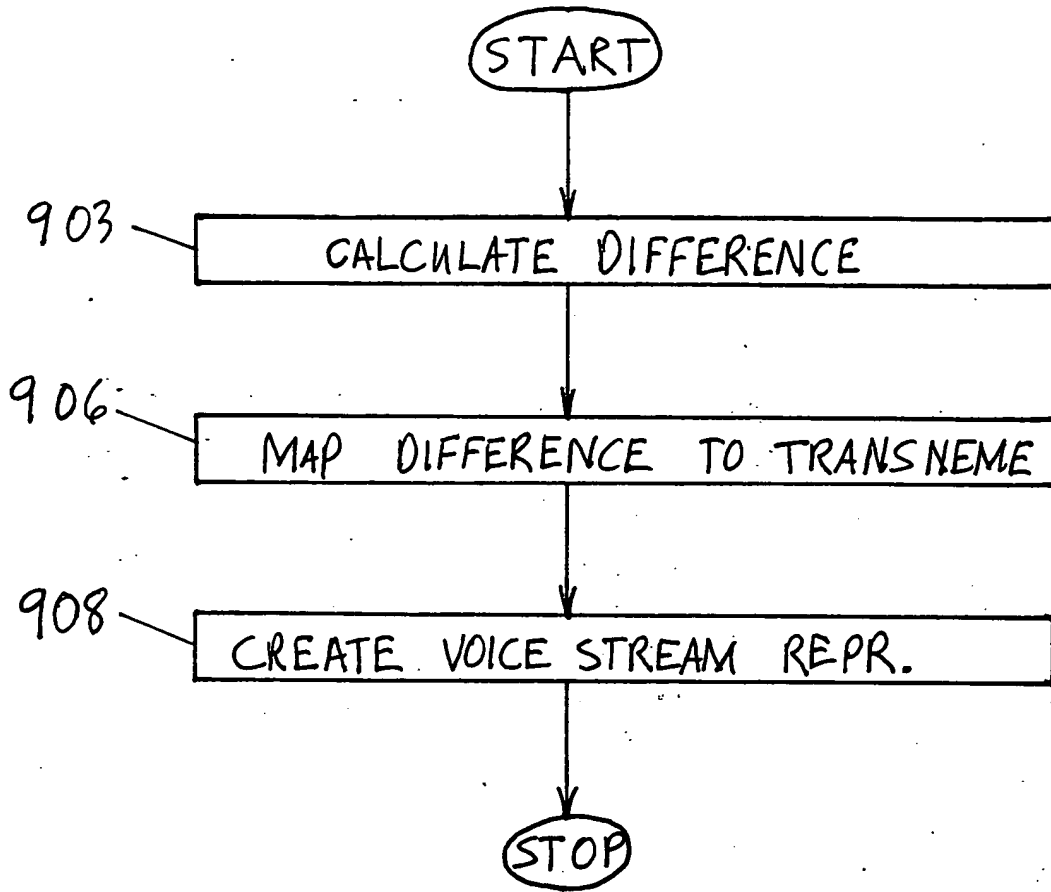 START
903
CALCULATE DIFFERENCE
906
MAP DIFFERENCE TO TRANSNEME
908
CREATE VOICE STREAM REPR.
STOP